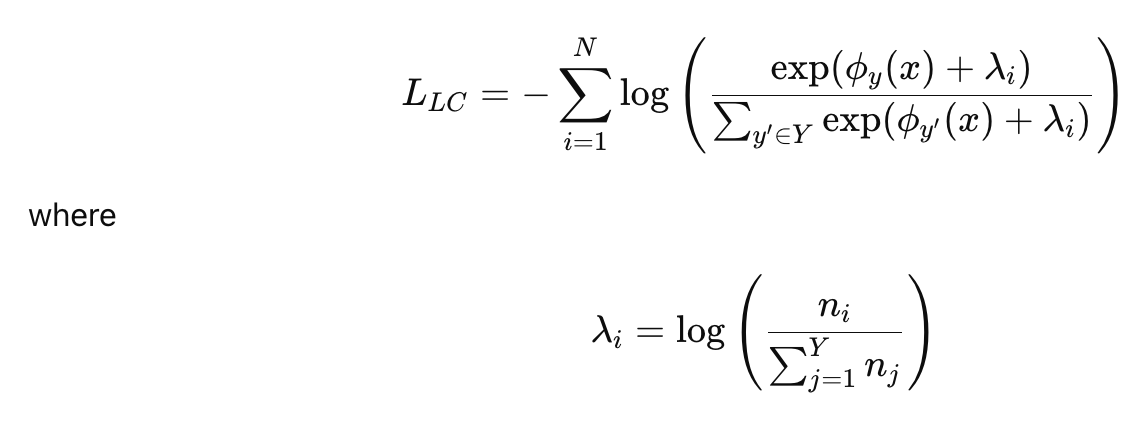 $$L_{LC} = -\sum_{i=1}^{N} \log \left( \frac{\exp(\phi_y(x) + \lambda_i)}{\sum_{y' \in Y} \exp(\phi_{y'}(x) + \lambda_i)} \right)$$
where
$$\lambda_i = \log \left( \frac{n_i}{\sum_{j=1}^{Y} n_j} \right)$$